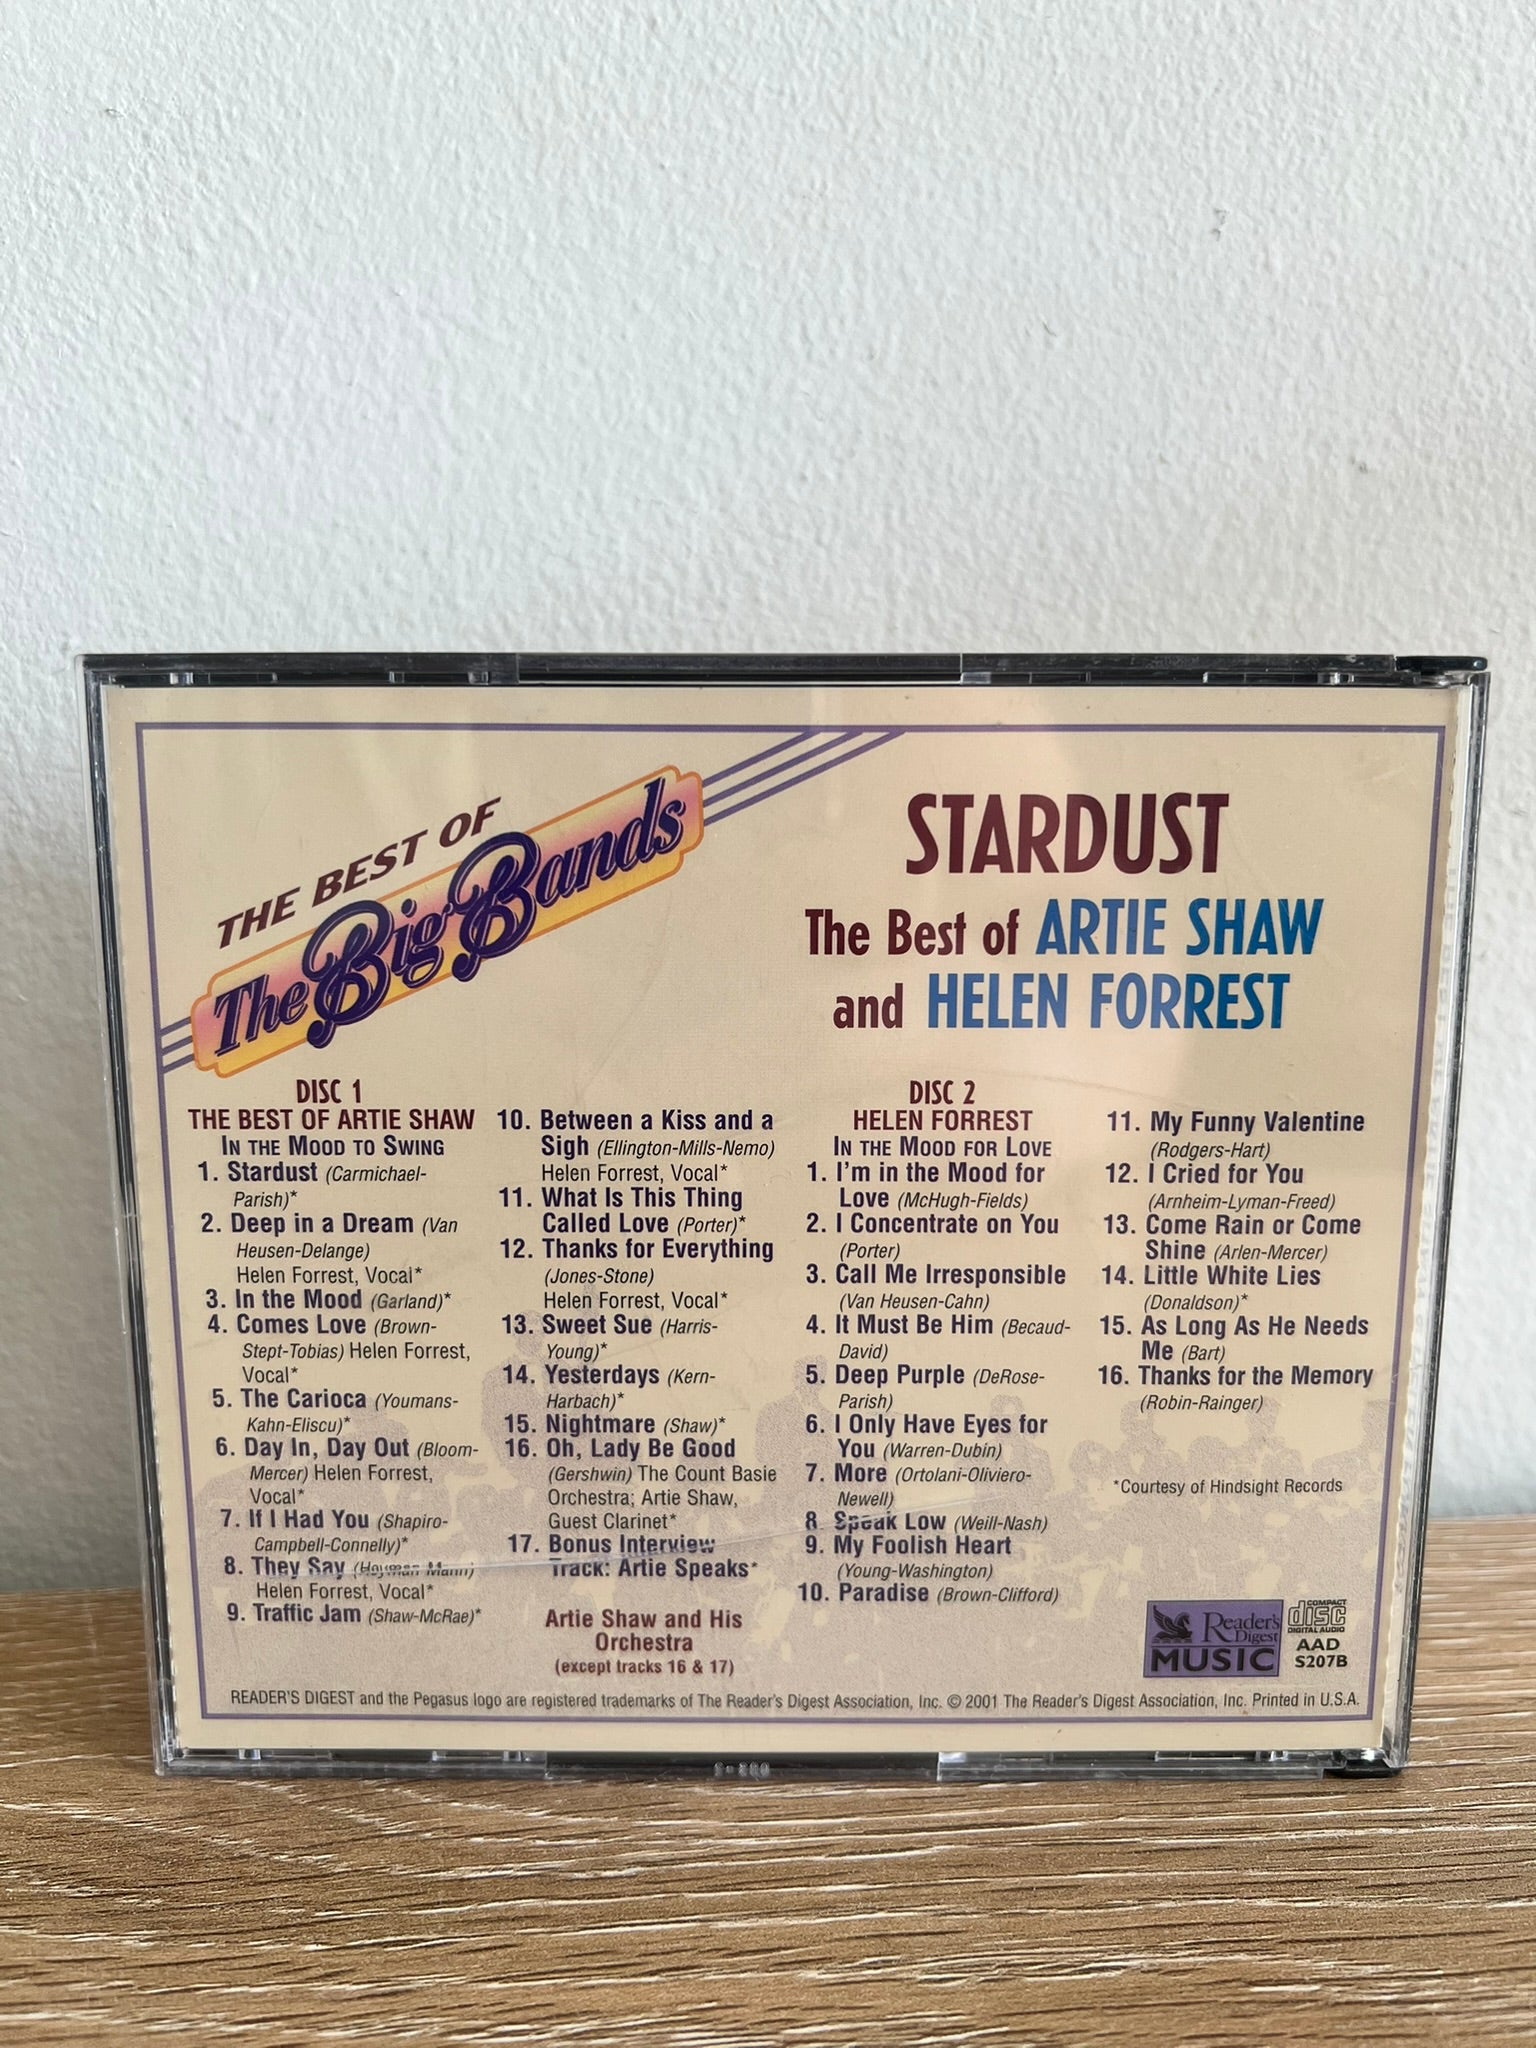 THE BEST OF
The Big Bands
STARDUST
The Best of ARTIE SHAW
and HELEN FORREST
DISC 1
THE BEST OF ARTIE SHAW
IN THE MOOD TO SWING
1. Stardust (Carmichael-
Parish)*
2. Deep in a Dream (Van
Heusen-Delange)
Helen Forrest, Vocal*
3. In the Mood (Garland)*
4. Comes Love (Brown-
Stept-Tobias) Helen Forrest,
Vocal*
5. The Carioca (Youmans-
Kahn-Eliscu)*
6. Day In, Day Out (Bloom-
Mercer) Helen Forrest,
Vocal*
7. If I Had You (Shapiro-
Campbell-Connelly)*
8. They Say (Heyman-Mann)
Helen Forrest, Vocal*
9. Traffic Jam (Shaw-McRae)*
10. Between a Kiss and a
Sigh (Ellington-Mills-Nemo)
Helen Forrest, Vocal*
11. What Is This Thing
Called Love (Porter)*
12. Thanks for Everything
(Jones-Stone)
Helen Forrest, Vocal*
13. Sweet Sue (Harris-
Young)*
14. Yesterdays (Kern-
Harbach)*
15. Nightmare (Shaw)*
16. Oh, Lady Be Good
(Gershwin) The Count Basie
Orchestra; Artie Shaw,
Guest Clarinet*
17. Bonus Interview
Track: Artie Speaks*
Artie Shaw and His
Orchestra
(except tracks 16 & 17)
DISC 2
HELEN FORREST
IN THE MOOD FOR LOVE
1. I'm in the Mood for
Love (McHugh-Fields)
2. I Concentrate on You
(Porter)
3. Call Me Irresponsible
(Van Heusen-Cahn)
4. It Must Be Him (Becaud-
David)
5. Deep Purple (DeRose-
Parish)
6. I Only Have Eyes for
You (Warren-Dubin)
7. More (Ortolani-Oliviero-
Newell)
8. Speak Low (Weill-Nash)
9. My Foolish Heart
(Young-Washington)
10. Paradise (Brown-Clifford)
11. My Funny Valentine
(Rodgers-Hart)
12. I Cried for You
(Arnheim-Lyman-Freed)
13. Come Rain or Come
Shine (Arlen-Mercer)
14. Little White Lies
(Donaldson)*
15. As Long As He Needs
Me (Bart)
16. Thanks for the Memory
(Robin-Rainger)
*Courtesy of Hindsight Records
Reader's
Digest
MUSIC
COMPACT
disc
DIGITAL AUDIO
AAD
S207B
READER'S DIGEST and the Pegasus logo are registered trademarks of The Reader's Digest Association, Inc. © 2001 The Reader's Digest Association, Inc. Printed in U.S.A.